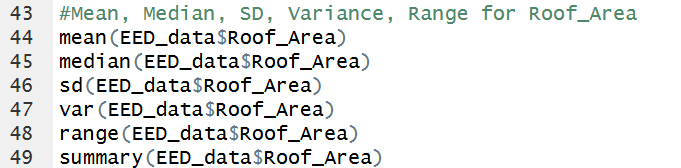 43 #Mean, Median, SD, Variance, Range for Roof_Area
44 mean(EED_data$Roof_Area)
45 median(EED_data$Roof_Area)
46 sd(EED_data$Roof_Area)
47 var(EED_data$Roof_Area)
48 range(EED_data$Roof_Area)
49 summary(EED_data$Roof_Area)